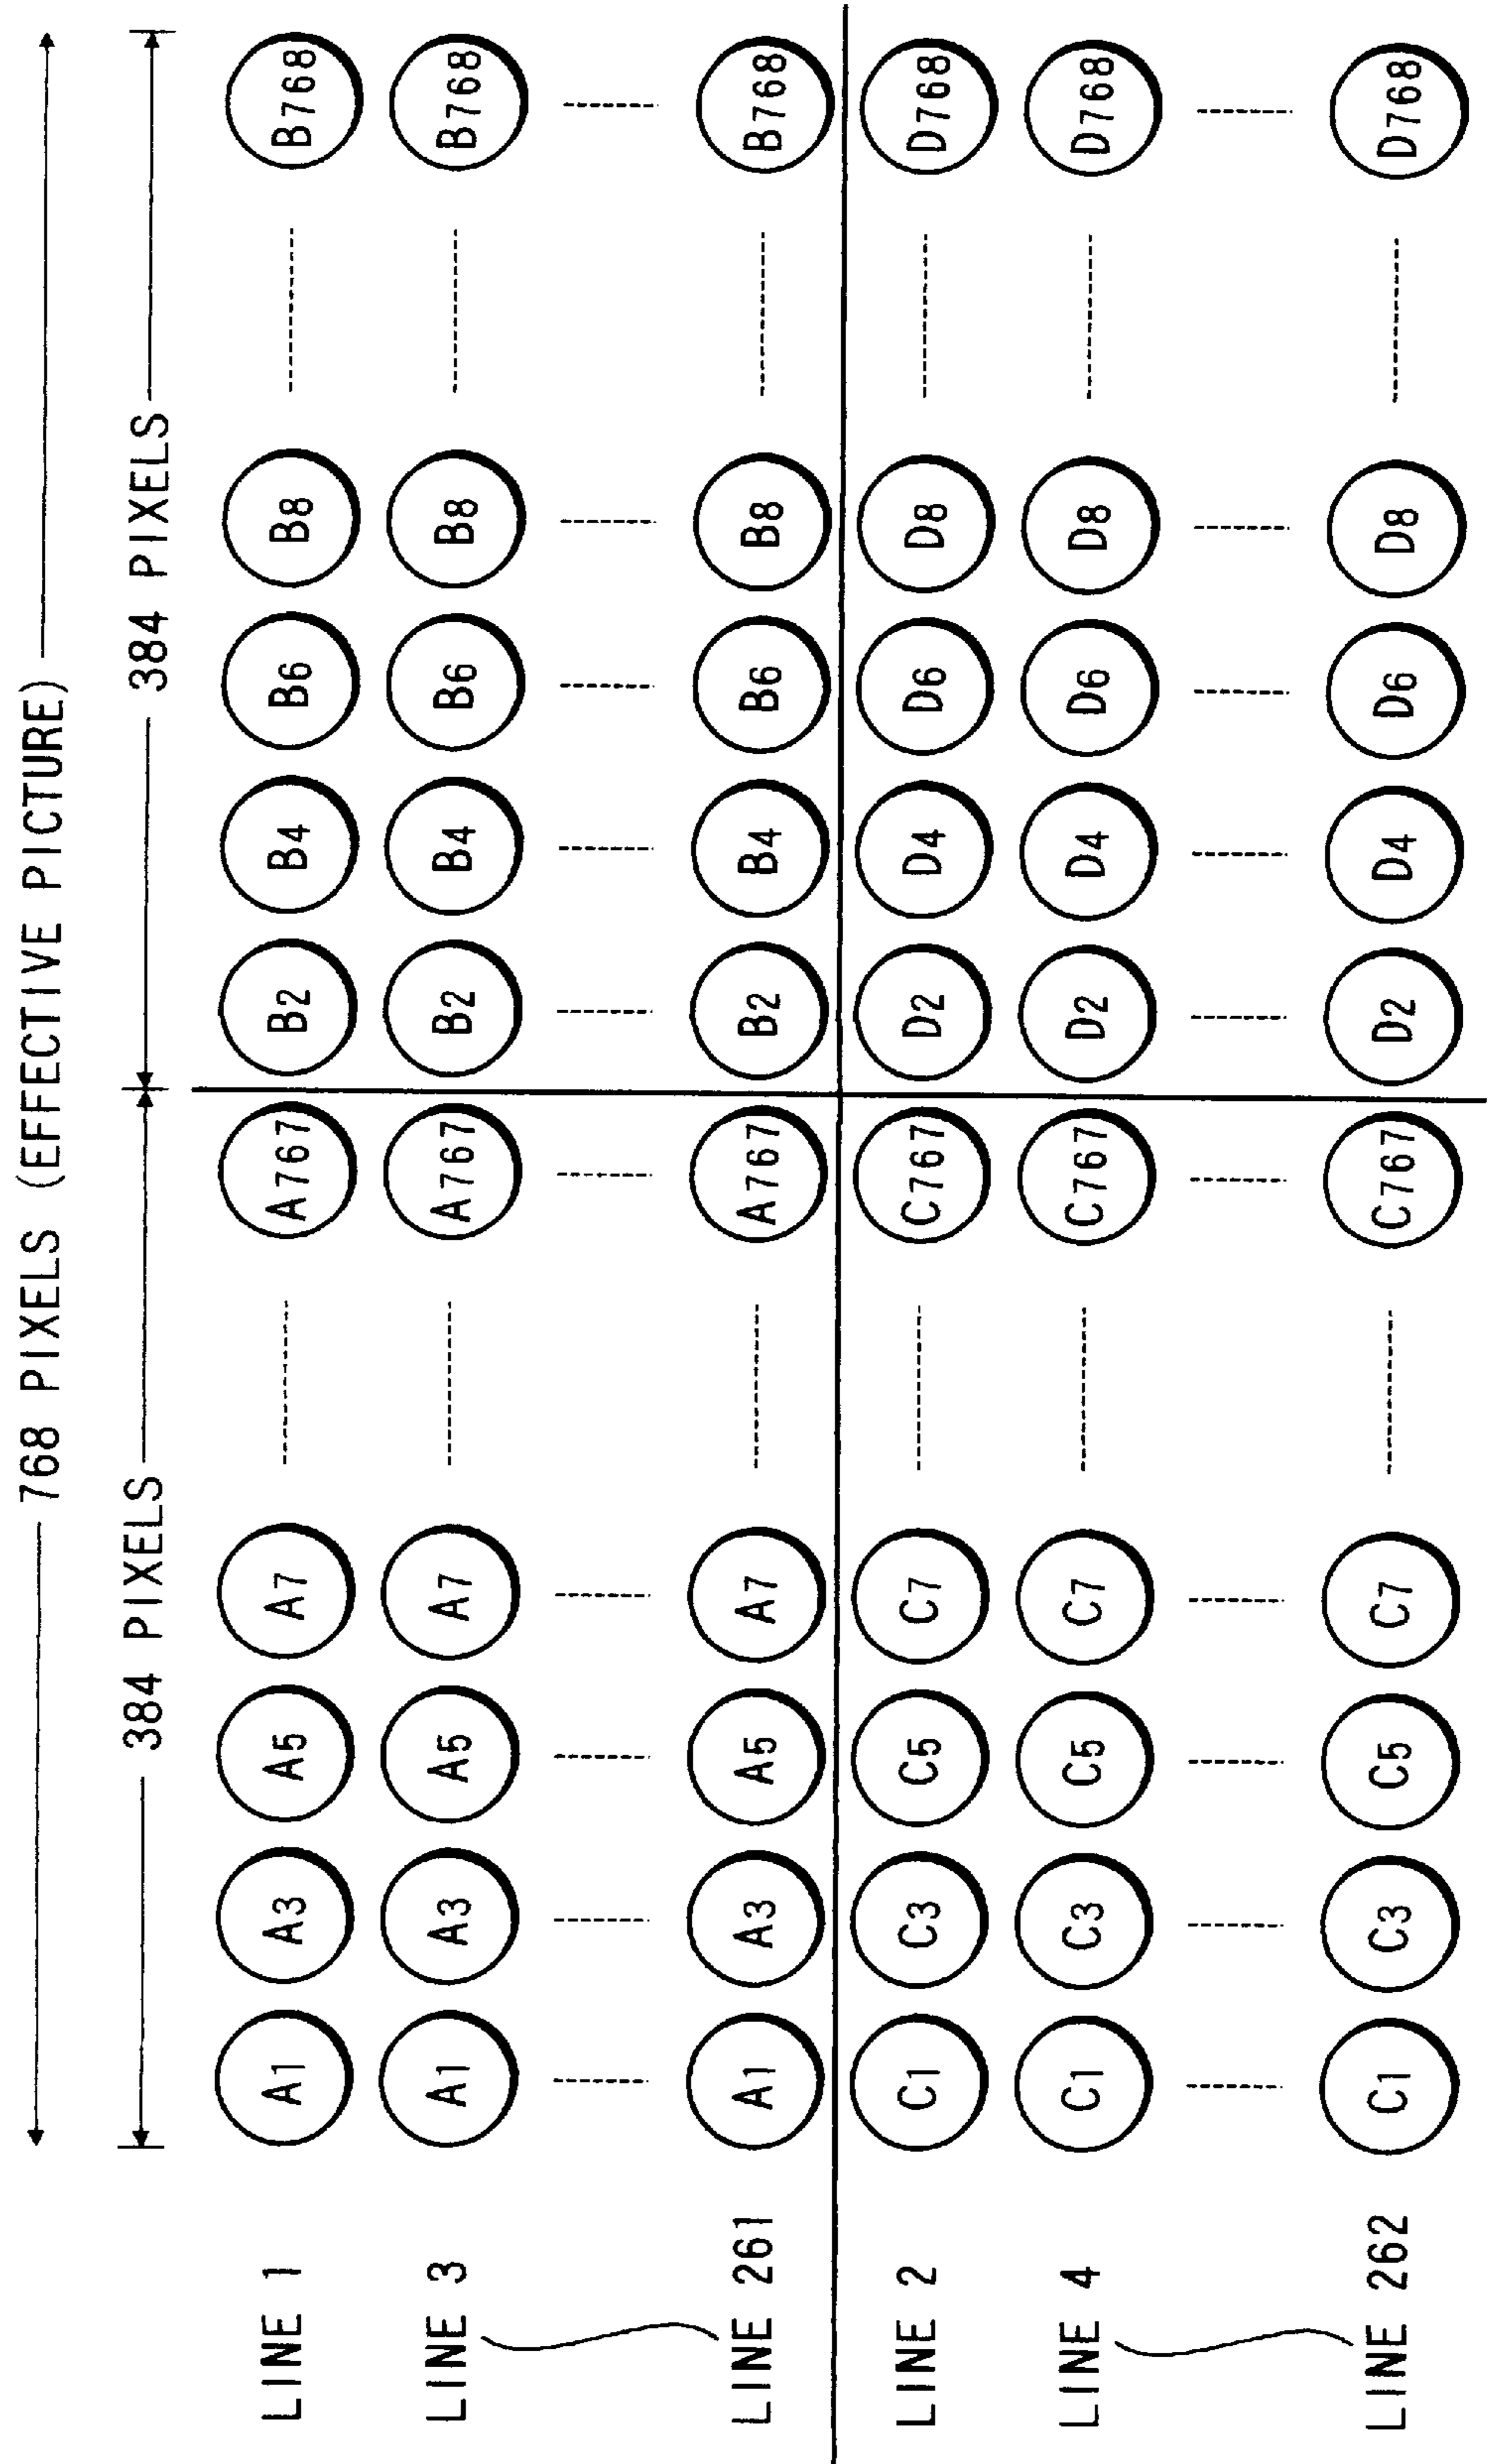 768 PIXELS (EFFECTIVE PICTURE)
384 PIXELS 384 PIXELS
LINE 1 A1 A3 A5 A7 A767 B2 B4 B6 B8 B768
LINE 3 A1 A3 A5 A7 A767 B2 B4 B6 B8 B768
LINE 261 A1 A3 A5 A7 A767 B2 B4 B6 B8 B768
LINE 2 C1 C3 C5 C7 C767 D2 D4 D6 D8 D768
LINE 4 C1 C3 C5 C7 C767 D2 D4 D6 D8 D768
LINE 262 C1 C3 C5 C7 C767 D2 D4 D6 D8 D768